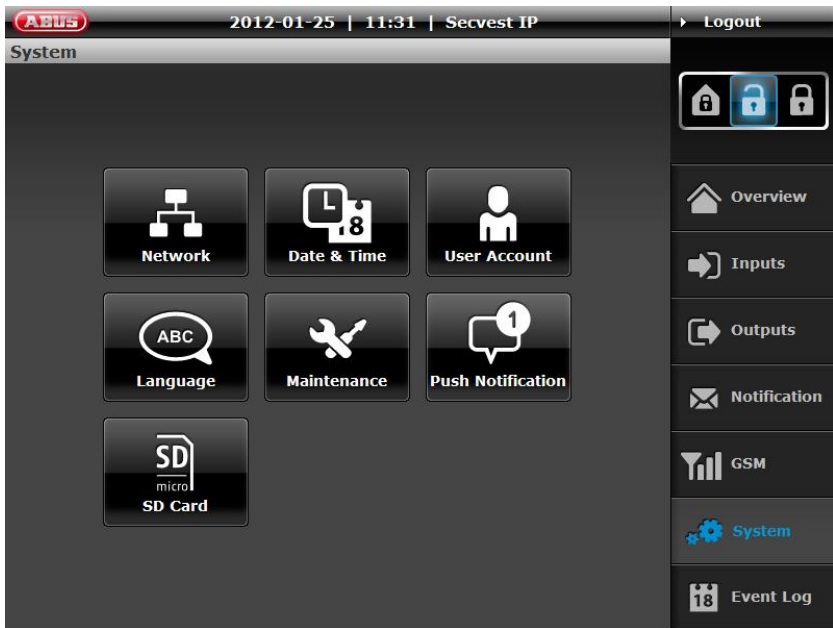 ABUS 2012-01-25 | 11:31 | Secvest IP Logout
System
Network
L 18
Date & Time
User Account
ABC
Language
Maintenance
1
Push Notification
SD
micro
SD Card
Overview
Inputs
Outputs
Notification
GSM
System
18
Event Log